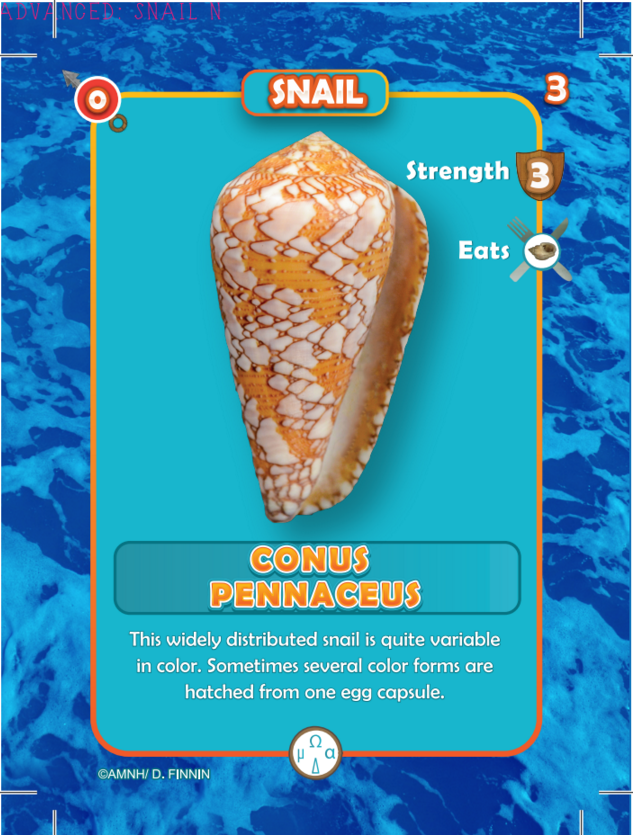 ADVANCED: SNAIL N
O
SNAIL
3
Strength 3
Eats
CONUS
PENNACEUS
This widely distributed snail is quite variable
in color. Sometimes several color forms are
hatched from one egg capsule.
Ω
μ α
Δ
©AMNH/ D. FINNIN